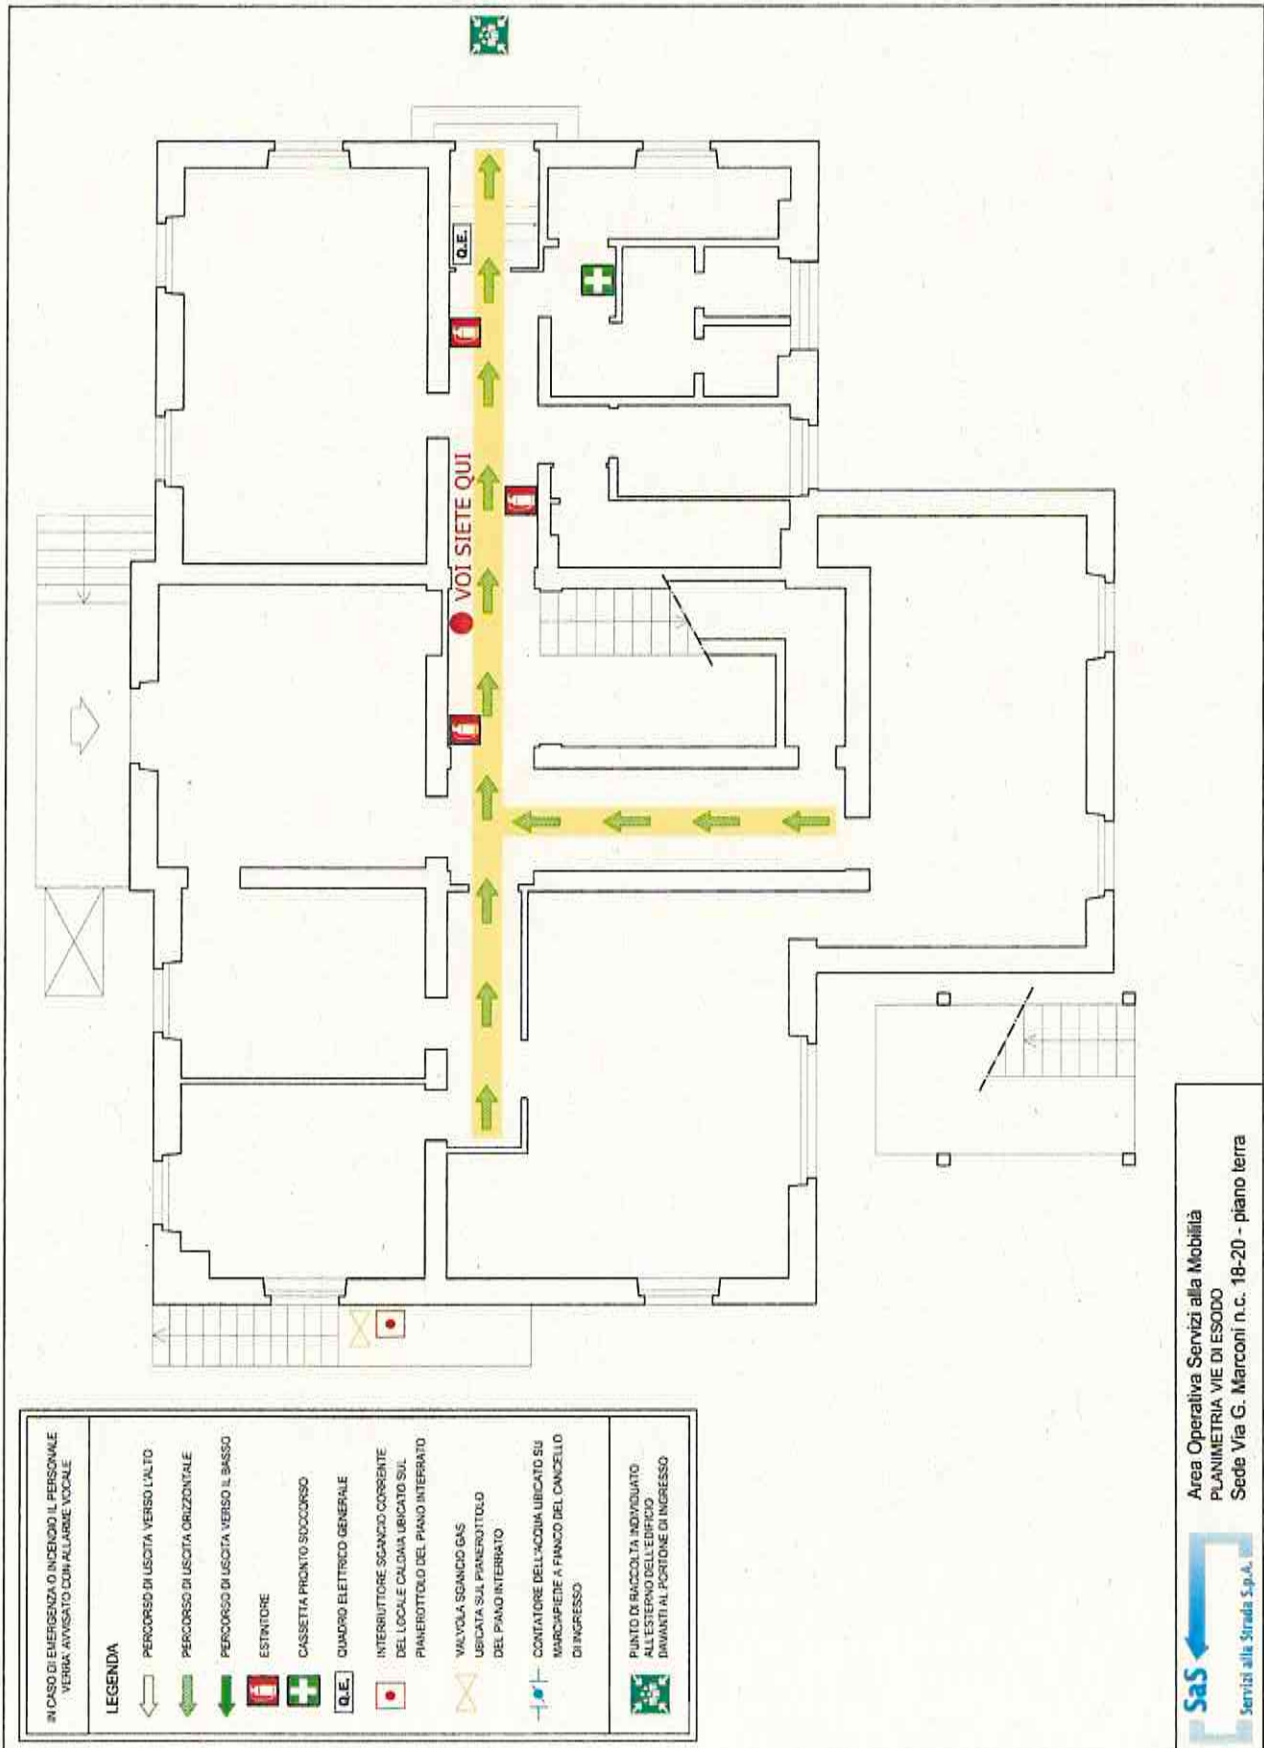 IN CASO DI EMERGENZA O INCENDIO IL PERSONALE
VERRA' AVVISATO CON ALLARME VOCALE
LEGENDA
PERCORSO DI USCITA VERSO L'ALTO
PERCORSO DI USCITA ORIZZONTALE
PERCORSO DI USCITA VERSO IL BASSO
ESTINTORE
CASSETTA PRONTO SOCCORSO
Q.E.
QUADRO ELETTRICO GENERALE
INTERRUTTORE SGANCIO CORRENTE
DEL LOCALE CALDAIA UBICATO SUL
PIANEROTTOLO DEL PIANO INTERRATO
VALVOLA SGANCIO GAS
UBICATA SUL PIANEROTTOLO
DEL PIANO INTERRATO
CONTATORE DELL'ACQUA UBICATO SU
MARCIAPIEDE A FIANCO DEL CANCELLO
DI INGRESSO
PUNTO DI RACCOLTA INDIVIDUATO
ALL'ESTERNO DELL'EDIFICIO
DAVANTI AL PORTONE DI INGRESSO
VOI SIETE QUI
Q.E.
SaS
Servizi alla Strada S.p.A.
Area Operativa Servizi alla Mobilità
PLANIMETRIA VIE DI ESODO
Sede Via G. Marconi n.c. 18-20 - piano terra